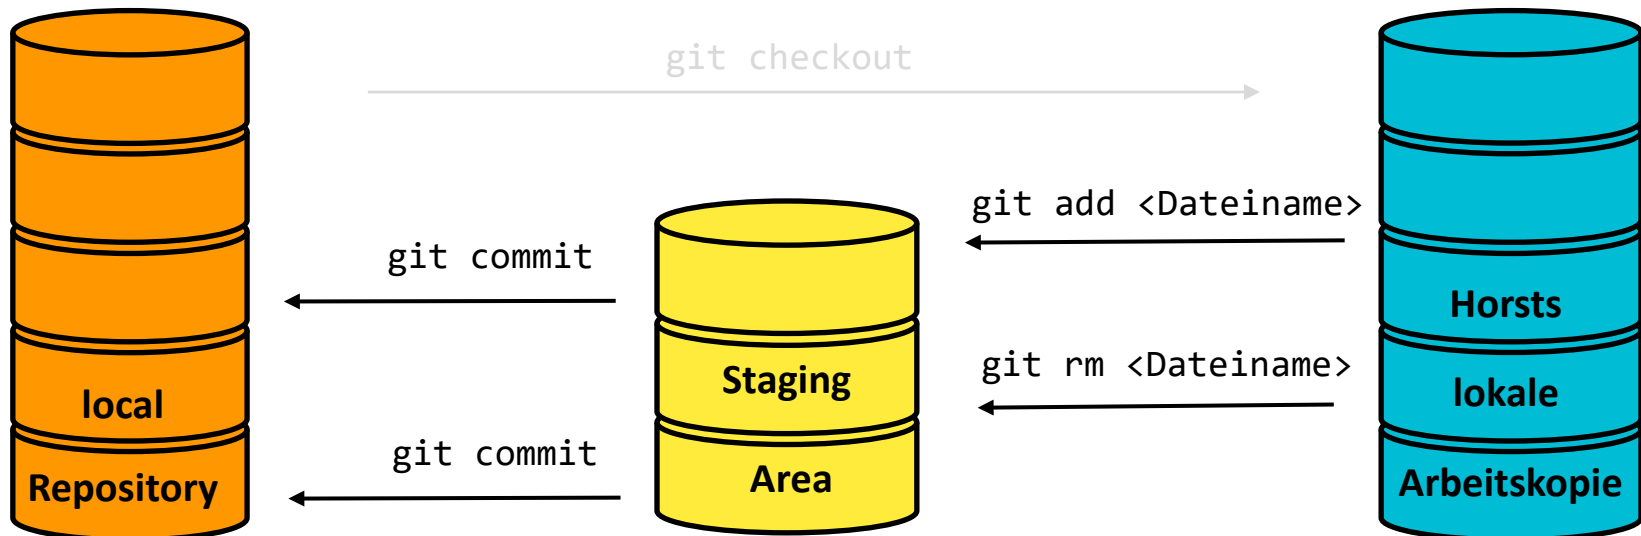 git checkout
git add <Dateiname>
git commit
Horsts
git rm <Dateiname>
Staging
lokale
local
git commit
Area
Arbeitskopie
Repository